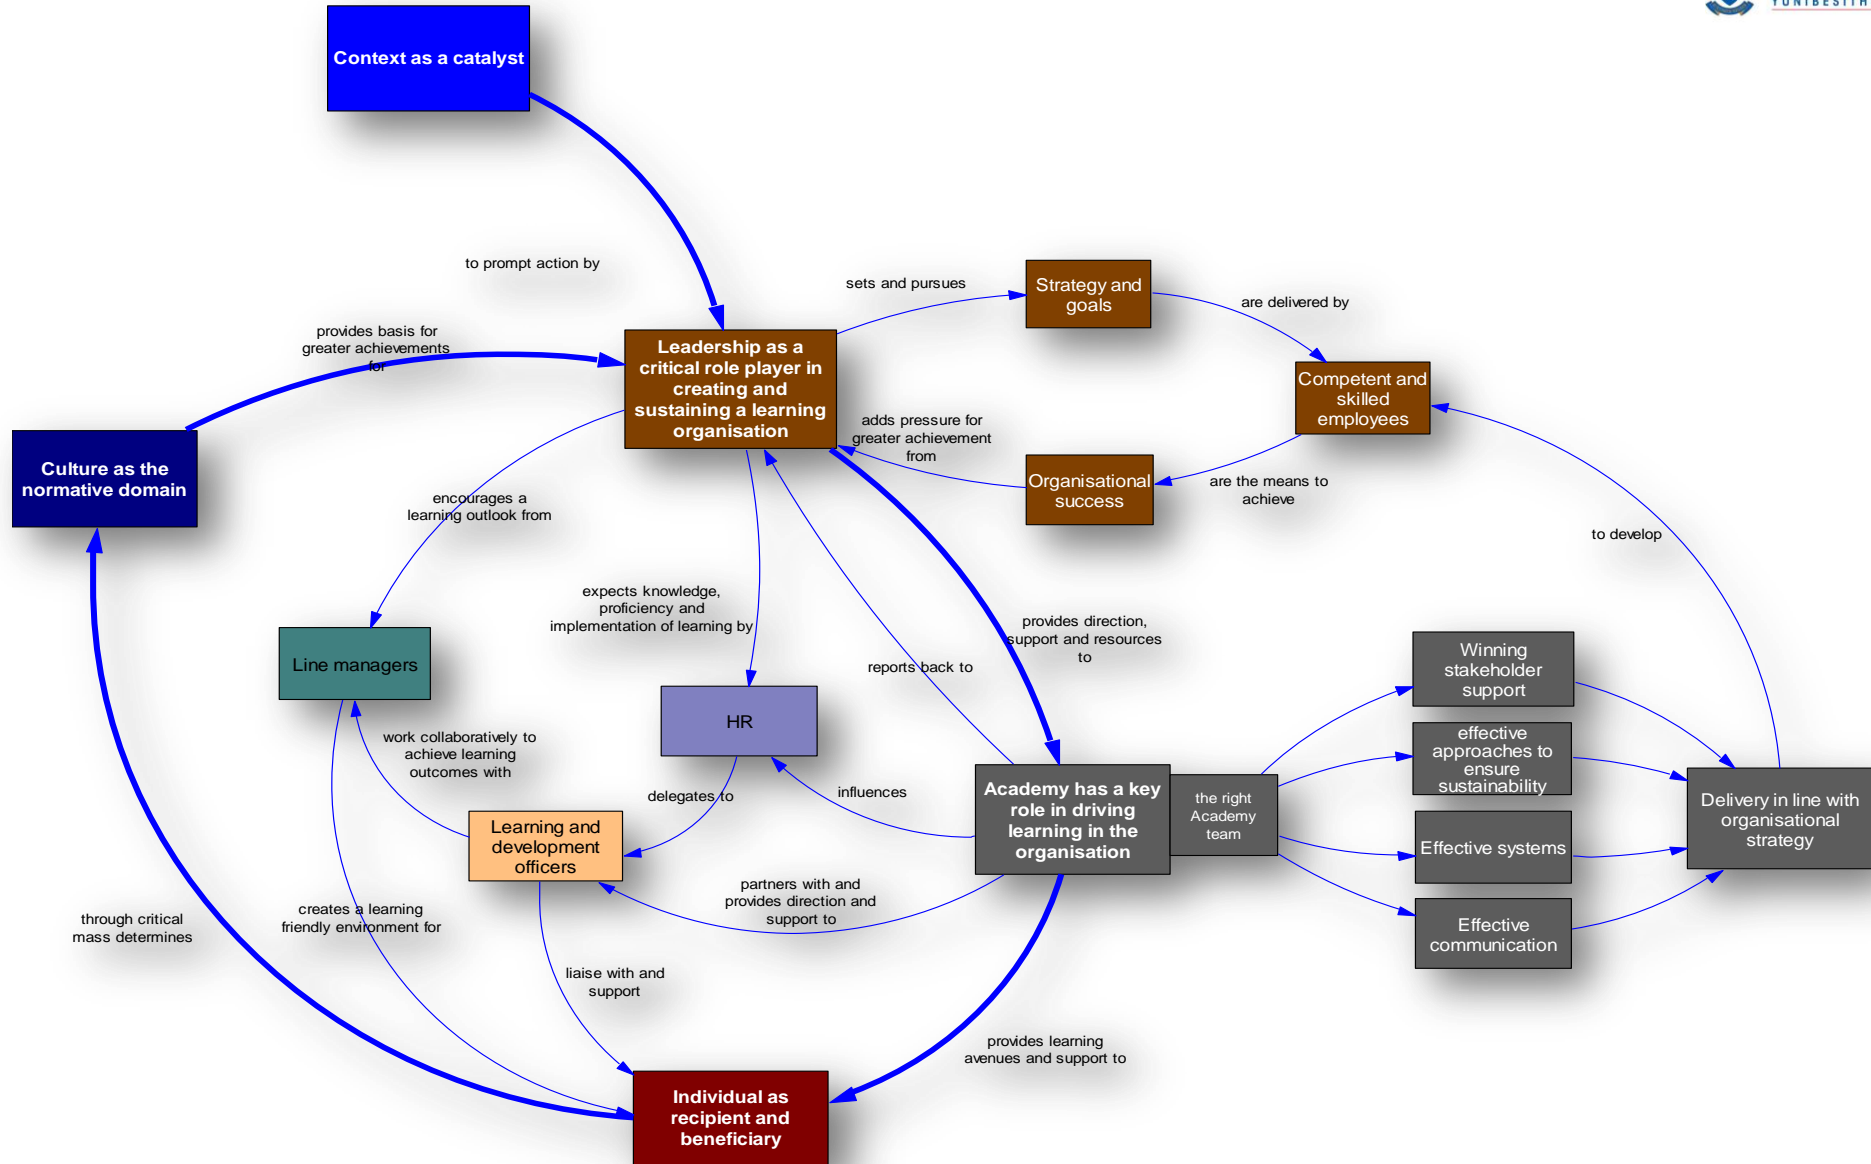 YUNIBESITH
Context as a catalyst
to prompt action by
provides basis for
greater achievements
for
Leadership as a
critical role player in
creating and
sustaining a learning
organisation
sets and pursues
Strategy and
goals
are delivered by
Competent and
skilled
employees
adds pressure for
greater achievement
from
Organisational
success
are the means to
achieve
Culture as the
normative domain
encourages a
learning outlook from
expects knowledge,
proficiency and
implementation of learning by
provides direction,
support and resources
to
to develop
reports back to
Line managers
HR
work collaboratively to
achieve learning
outcomes with
delegates to
influences
Learning and
development
officers
Academy has a key
role in driving
learning in the
organisation
the right
Academy
team
Winning
stakeholder
support
effective
approaches to
ensure
sustainability
Effective systems
Effective
communication
Delivery in line with
organisational
strategy
partners with and
provides direction and
support to
through critical
mass determines
creates a learning
friendly environment for
liaise with and
support
provides learning
avenues and support to
Individual as
recipient and
beneficiary